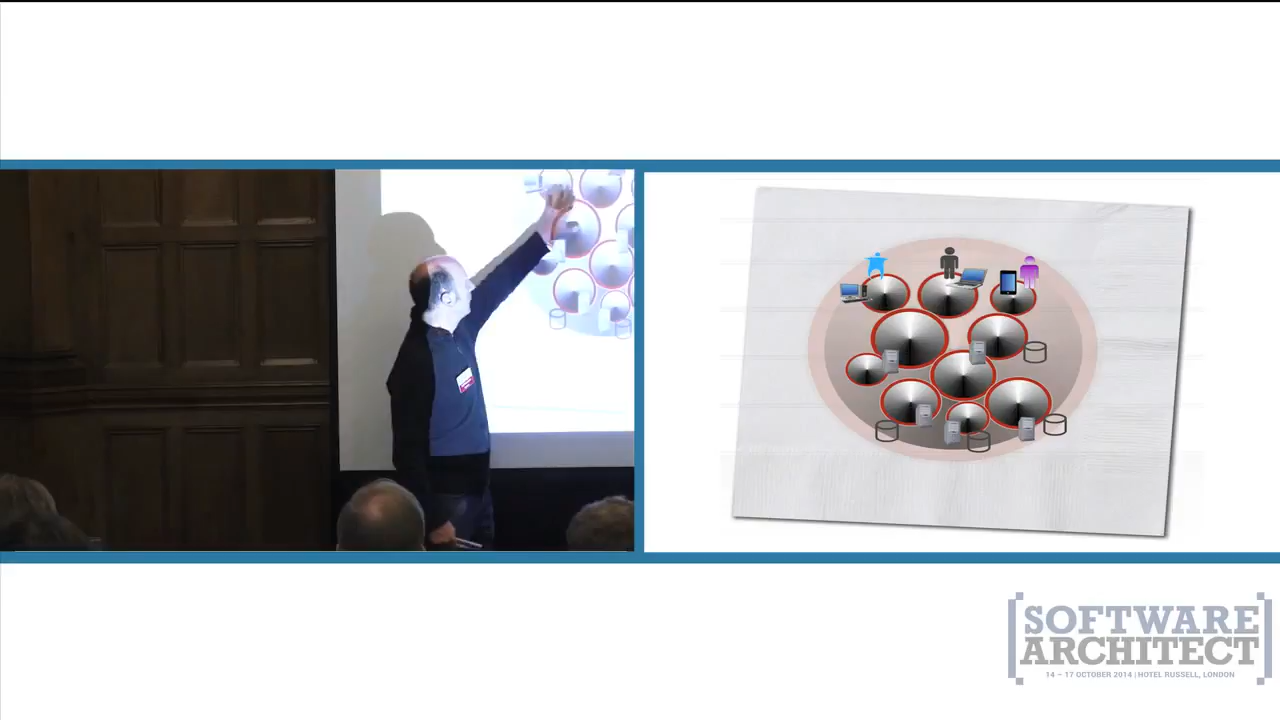 SOFTWARE
ARCHITECT
14 – 17 OCTOBER 2014 | HOTEL RUSSELL, LONDON